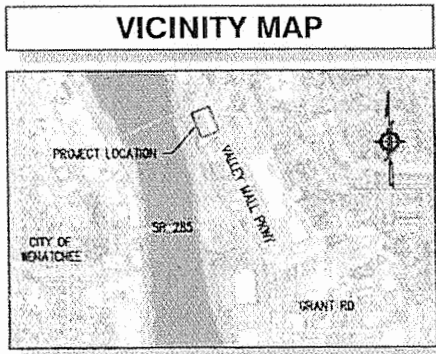 VICINITY MAP
PROJECT LOCATION
VALLEY MALL PKWY
SR 285
CITY OF
WENATCHEE
GRANT RD